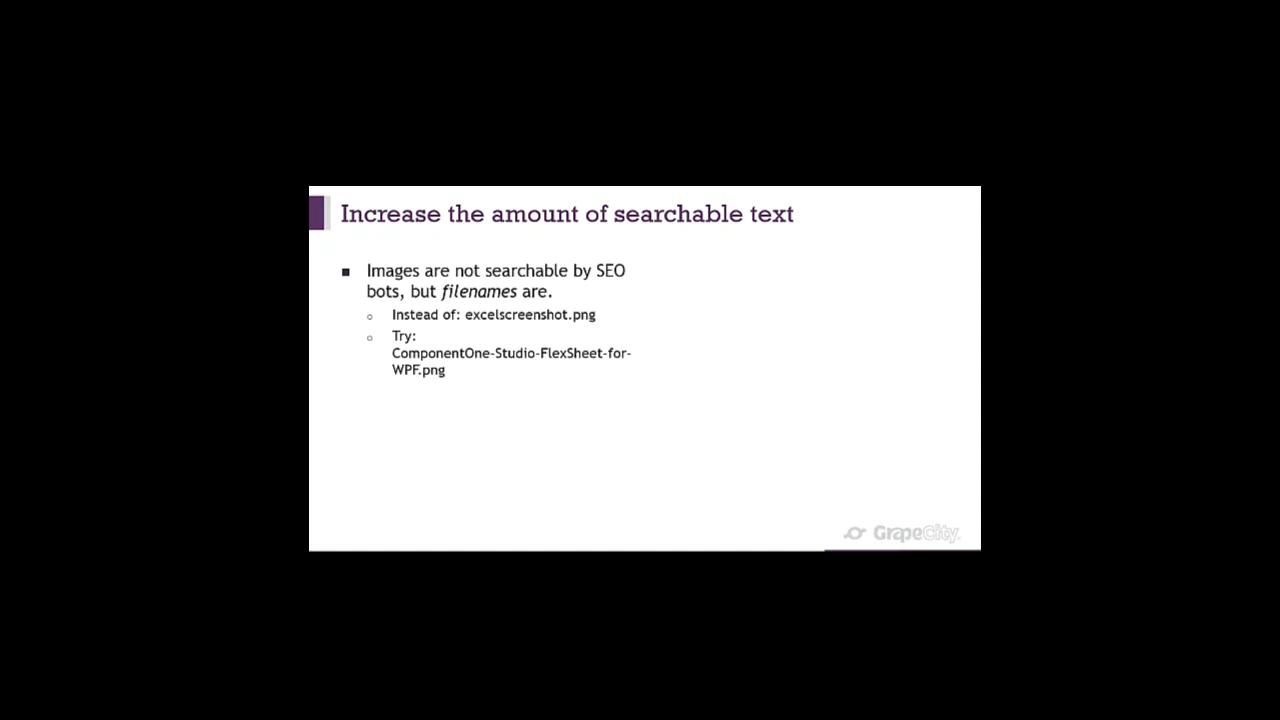 Increase the amount of searchable text
■ Images are not searchable by SEO
bots, but filenames are.
○ Instead of: excelscreenshot.png
○ Try:
ComponentOne-Studio-FlexSheet-for-
WPF.png
GrapeCity